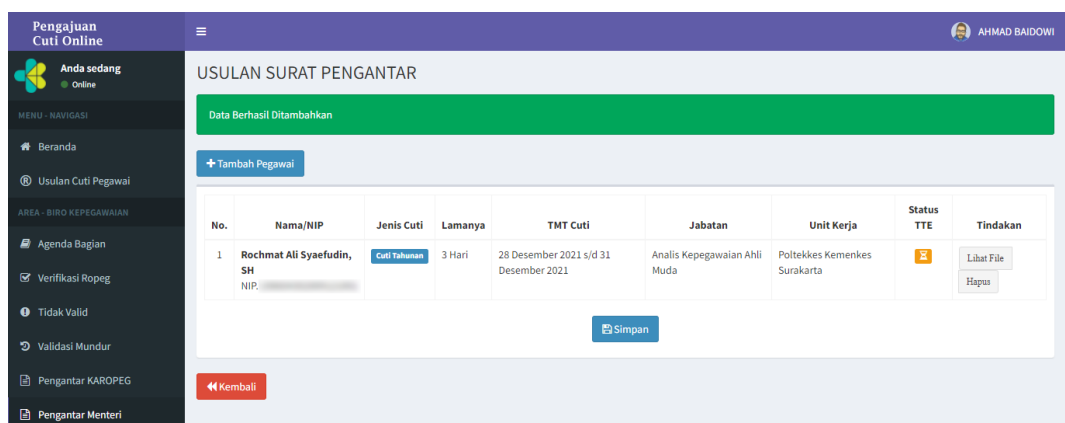 Pengajuan
Cuti Online
AHMAD BAIDOWI
Anda sedang
Online
MENU - NAVIGASI
Beranda
Usulan Cuti Pegawai
AREA - BIRO KEPEGAWAIAN
Agenda Bagian
Verifikasi Ropeg
Tidak Valid
Validasi Mundur
Pengantar KAROPEG
Pengantar Menteri
USULAN SURAT PENGANTAR
Data Berhasil Ditambahkan
Tambah Pegawai
No. Nama/NIP Jenis Cuti Lamanya TMT Cuti Jabatan Unit Kerja Status TTE Tindakan
1 Rochmat Ali Syaefudin, Cuti Tahunan 3 Hari 28 Desember 2021 s/d 31 Analis Kepegawaian Ahli Poltekkes Kemenkes Lihat File
SH Desember 2021 Muda Surakarta
NIP. Hapus
Simpan
Kembali